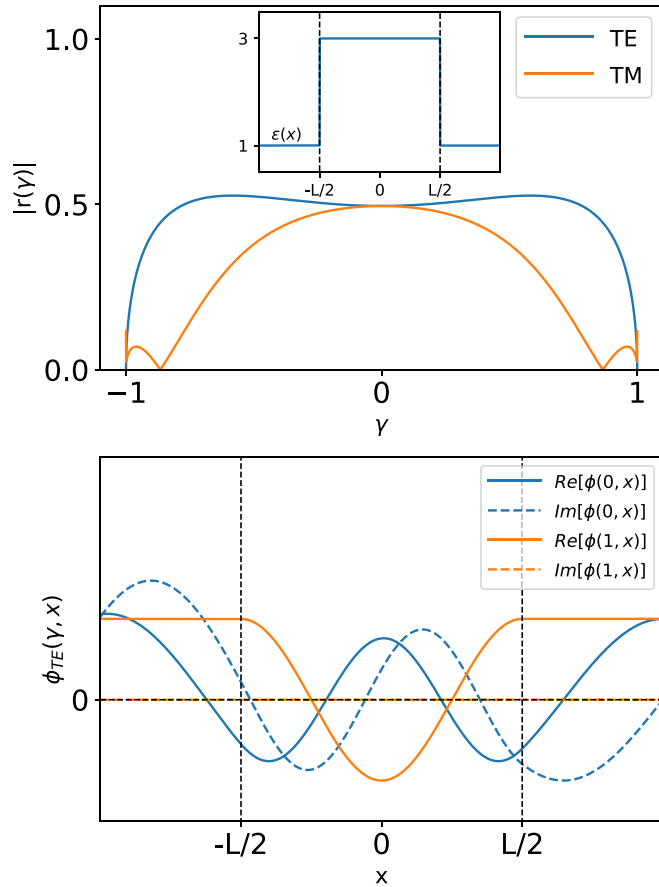 1.0
0.5
0.0
|r(γ)|
TE
TM
3
1
ε(x)
-L/2
0
L/2
−1
0
1
γ
Re[ϕ(0, x)]
Im[ϕ(0, x)]
Re[ϕ(1, x)]
Im[ϕ(1, x)]
ϕTE(γ, x)
0
-L/2
0
L/2
x